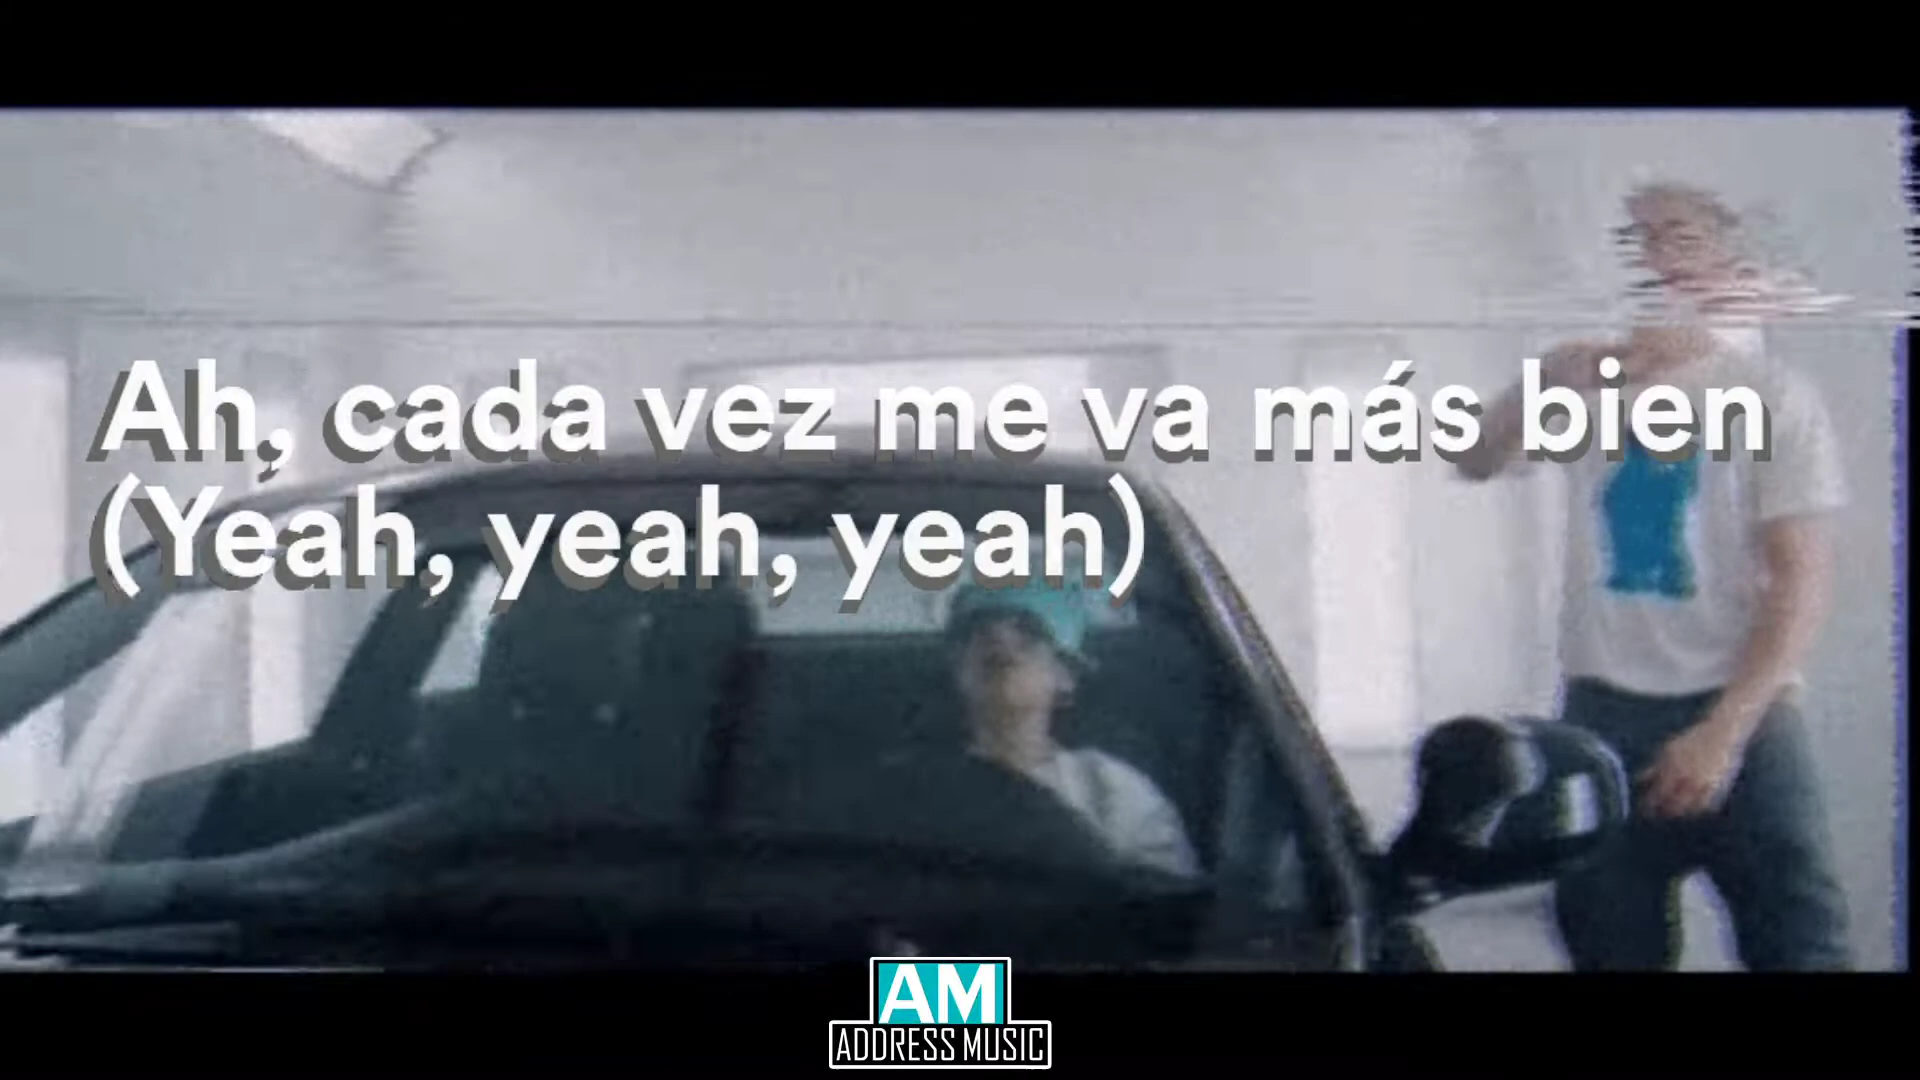 Ah, cada vez me va más bien
(Yeah, yeah, yeah)
AM
ADDRESS MUSIC